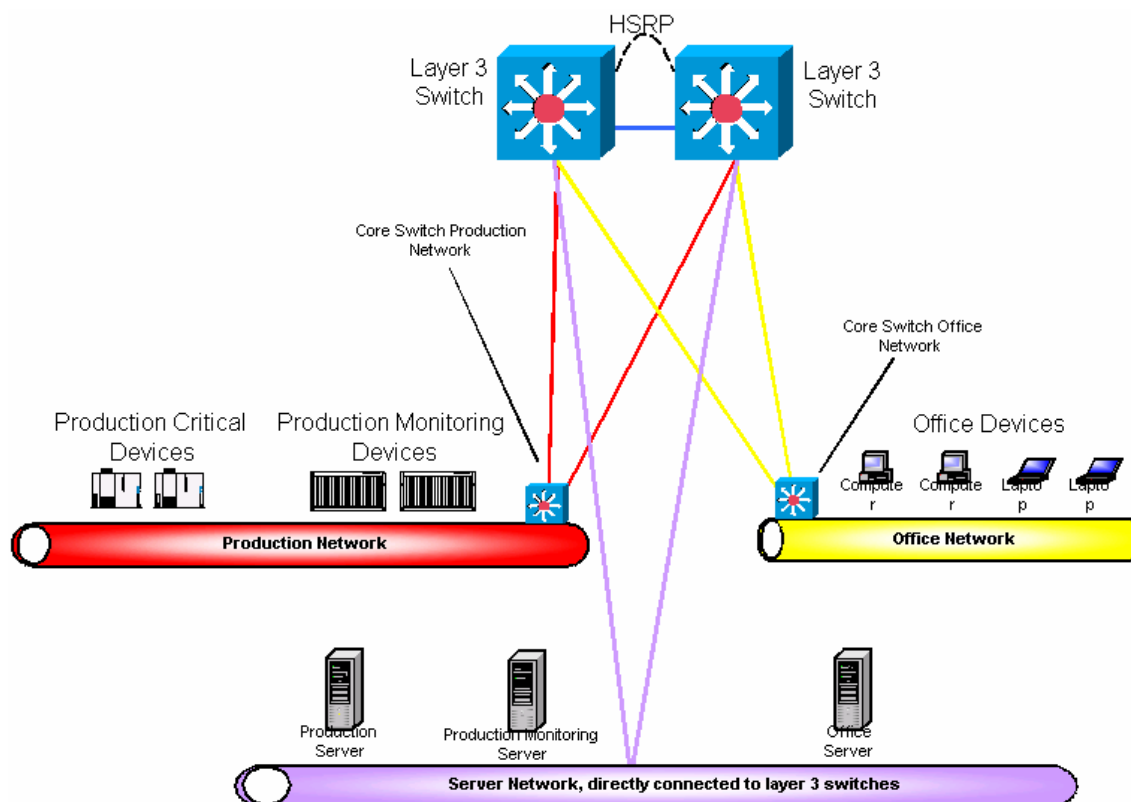 HSRP
Layer 3
Switch
Layer 3
Switch
Core Switch Production
Network
Core Switch Office
Network
Production Critical
Devices
Production Monitoring
Devices
Office Devices
Compute
r
Compute
r
Lapto
p
Lapto
p
Production Network
Office Network
Production
Server
Production Monitoring
Server
Office
Server
Server Network, directly connected to layer 3 switches